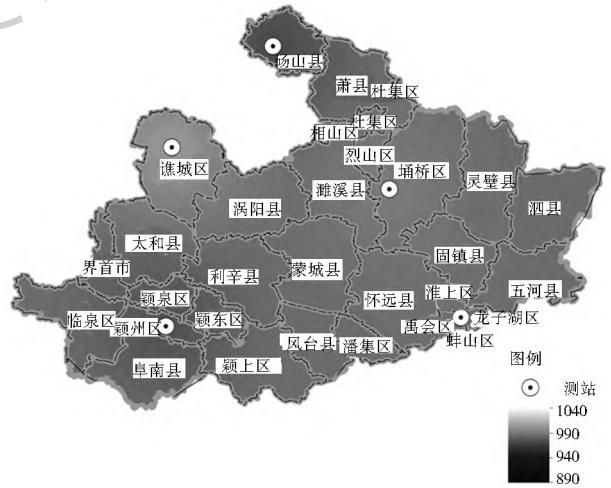 砀山县
萧县
杜集区
杜集区
相山区
烈山区
谯城区
埇桥区
灵璧县
濉溪县
涡阳县
泗县
太和县
固镇县
界首市
利辛县
蒙城县
颍泉区
怀远县
淮上区
五河县
临泉区
颍州区
颍东区
禹会区
龙子湖区
蚌山区
风台县
潘集区
阜南县
颍上区
图例
测站
1040
990
940
890